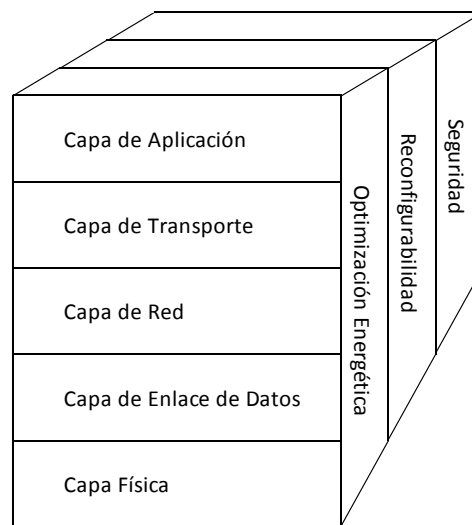 Capa de Aplicación
Capa de Transporte
Capa de Red
Capa de Enlace de Datos
Capa Física
Optimización Energética
Reconfigurabilidad
Seguridad